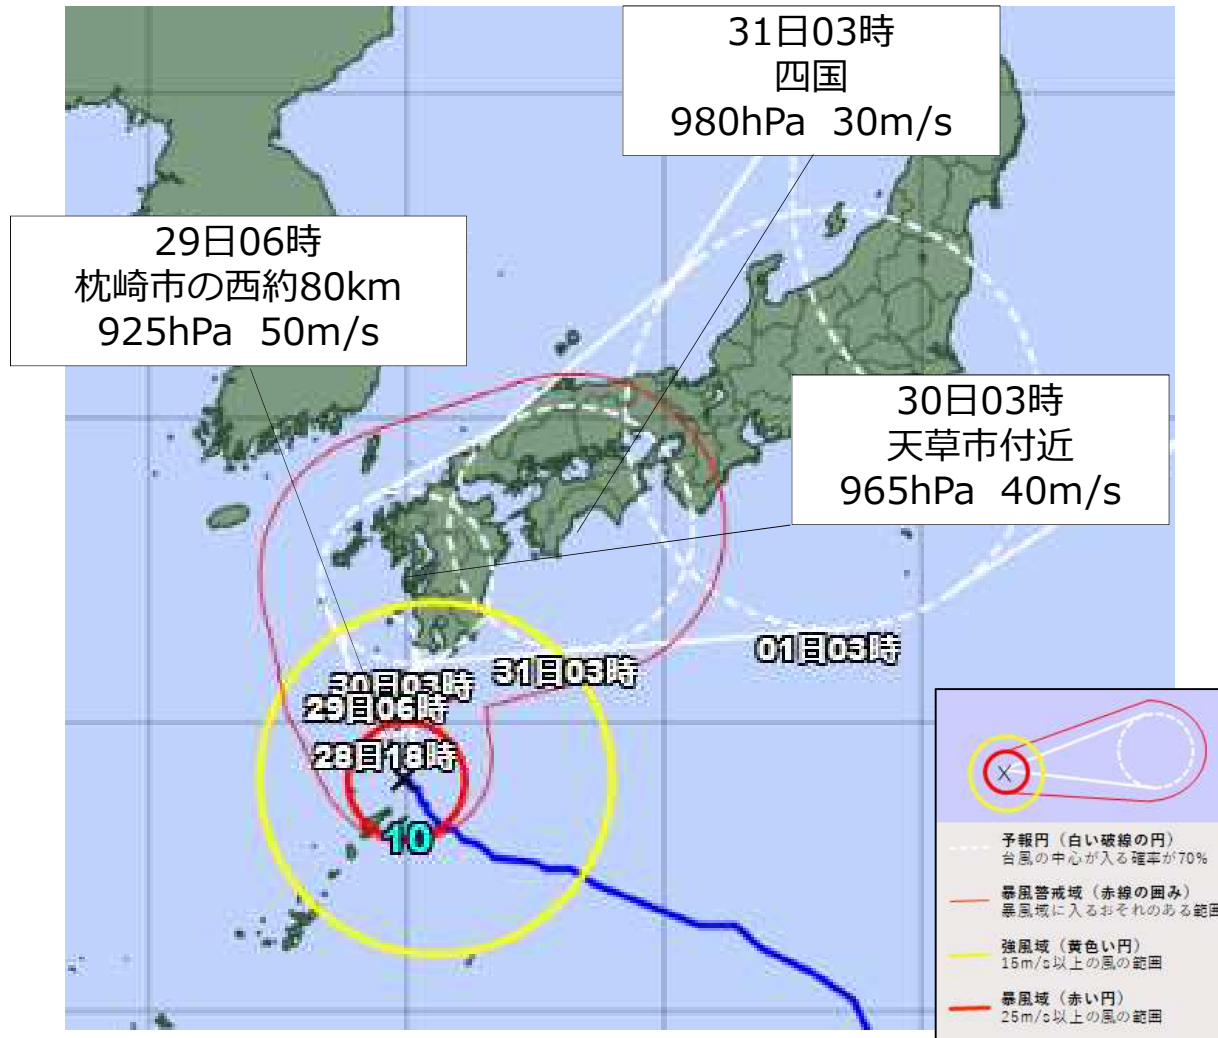 31日03時
四国
980hPa 30m/s
29日06時
枕崎市の西約80km
925hPa 50m/s
30日03時
天草市付近
965hPa 40m/s
01日03時
31日03時
30日03時
29日06時
28日18時
10
予報円（白い破線の円）
台風の中心が入る確率が70%
暴風警戒域（赤線の囲み）
暴風域に入るおそれのある範囲
強風域（黄色い円）
15m/s以上の風の範囲
暴風域（赤い円）
25m/s以上の風の範囲